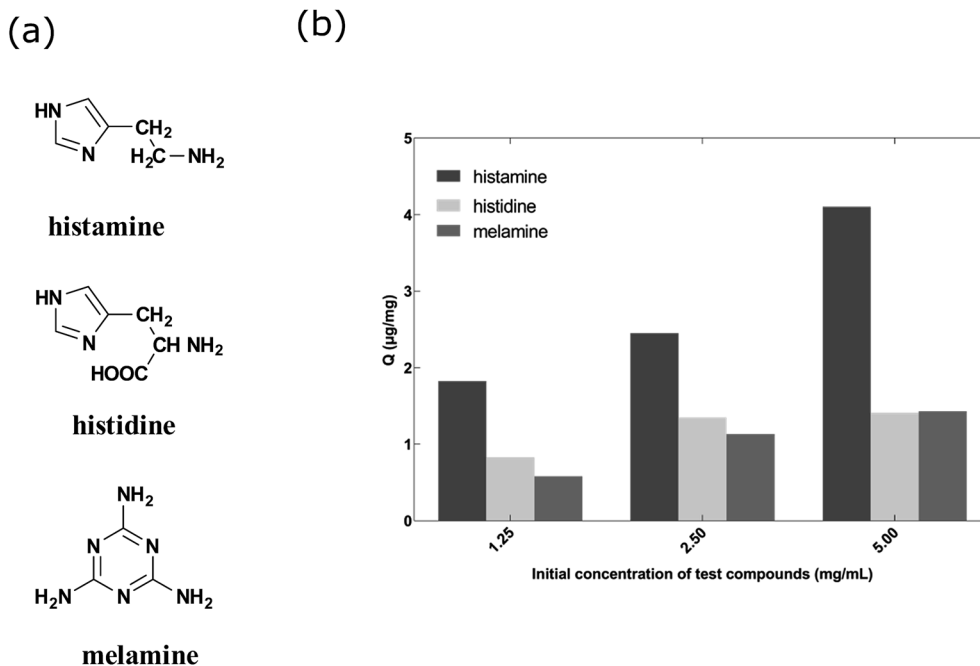 (a)
HN
CH₂
N
H₂C–NH₂
histamine
HN
CH₂
N
CH NH₂
HOOC
histidine
NH₂
N N
H₂N N NH₂
melamine
(b)
5
4
3
2
1
0
Q (µg/mg)
histamine
histidine
melamine
1.25 2.50 5.00
Initial concentration of test compounds (mg/mL)